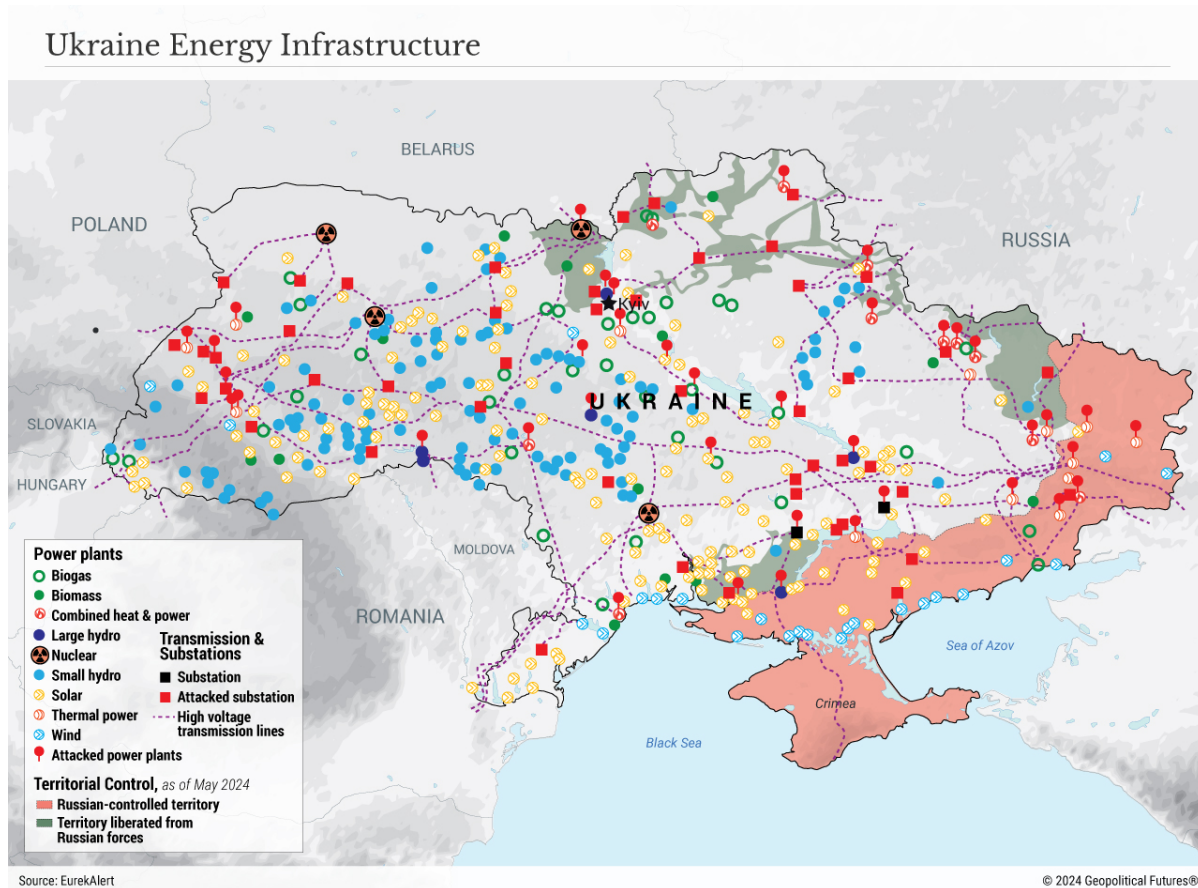 Ukraine Energy Infrastructure
BELARUS
POLAND
RUSSIA
Kyiv
UKRAINE
SLOVAKIA
HUNGARY
MOLDOVA
ROMANIA
Sea of Azov
Crimea
Black Sea
Power plants
Biogas
Biomass
Combined heat & power
Large hydro
Nuclear
Small hydro
Solar
Thermal power
Wind
Attacked power plants
Transmission &
Substations
Substation
Attacked substation
High voltage
transmission lines
Territorial Control, as of May 2024
Russian-controlled territory
Territory liberated from
Russian forces
Source: EurekAlert
© 2024 Geopolitical Futures®